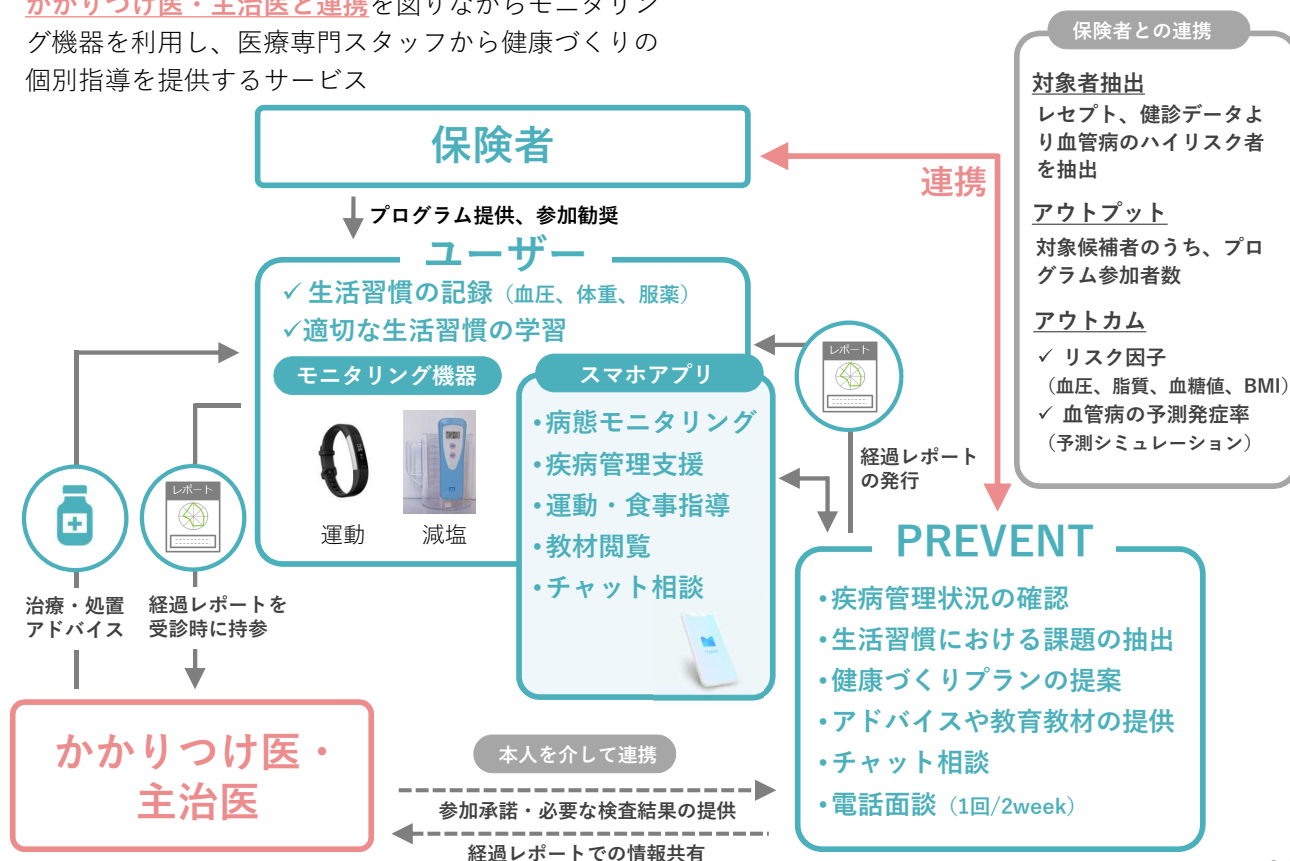 かかりつけ医・主治医と連携を図りながらモニタリン
グ機器を利用し、医療専門スタッフから健康づくりの
個別指導を提供するサービス
保険者との連携
対象者抽出
レセプト、健診データよ
り血管病のハイリスク者
を抽出
アウトプット
対象候補者のうち、プロ
グラム参加者数
アウトカム
✓ リスク因子
（血圧、脂質、血糖値、BMI）
✓ 血管病の予測発症率
（予測シミュレーション）
保険者
連携
プログラム提供、参加勧奨
ユーザー
✓ 生活習慣の記録（血圧、体重、服薬）
✓適切な生活習慣の学習
モニタリング機器
運動
減塩
スマホアプリ
・病態モニタリング
・疾病管理支援
・運動・食事指導
・教材閲覧
・チャット相談
レポート
経過レポート
の発行
レポート
治療・処置
アドバイス
経過レポートを
受診時に持参
PREVENT
・疾病管理状況の確認
・生活習慣における課題の抽出
・健康づくりプランの提案
・アドバイスや教育教材の提供
・チャット相談
・電話面談（1回/2week）
かかりつけ医・
主治医
本人を介して連携
参加承諾・必要な検査結果の提供
経過レポートでの情報共有